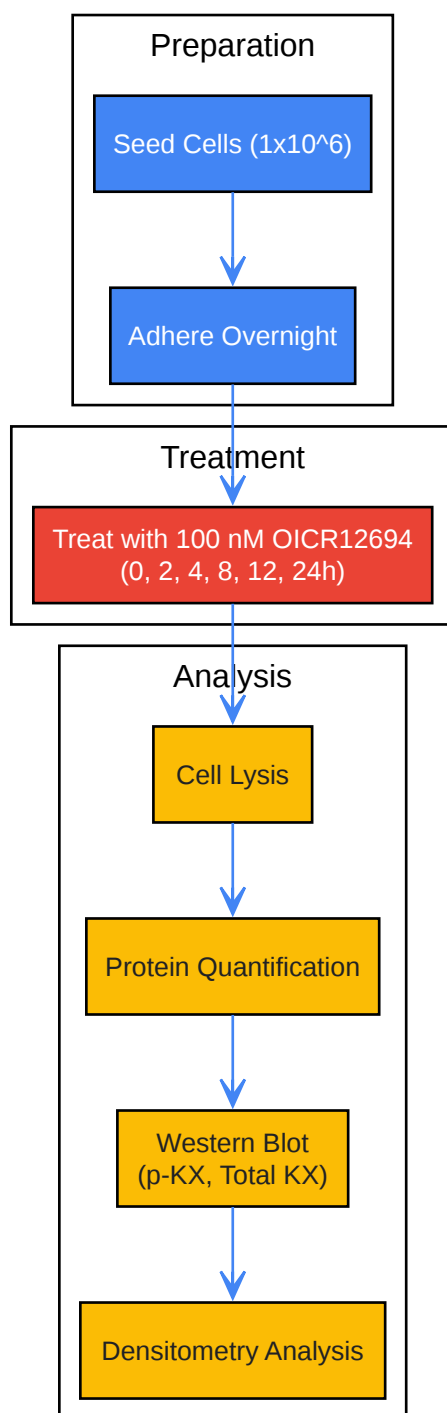 Preparation
Seed Cells (1x10^6)
Adhere Overnight
Treatment
Treat with 100 nM OICR12694
(0, 2, 4, 8, 12, 24h)
Analysis
Cell Lysis
Protein Quantification
Western Blot
(p-KX, Total KX)
Densitometry Analysis